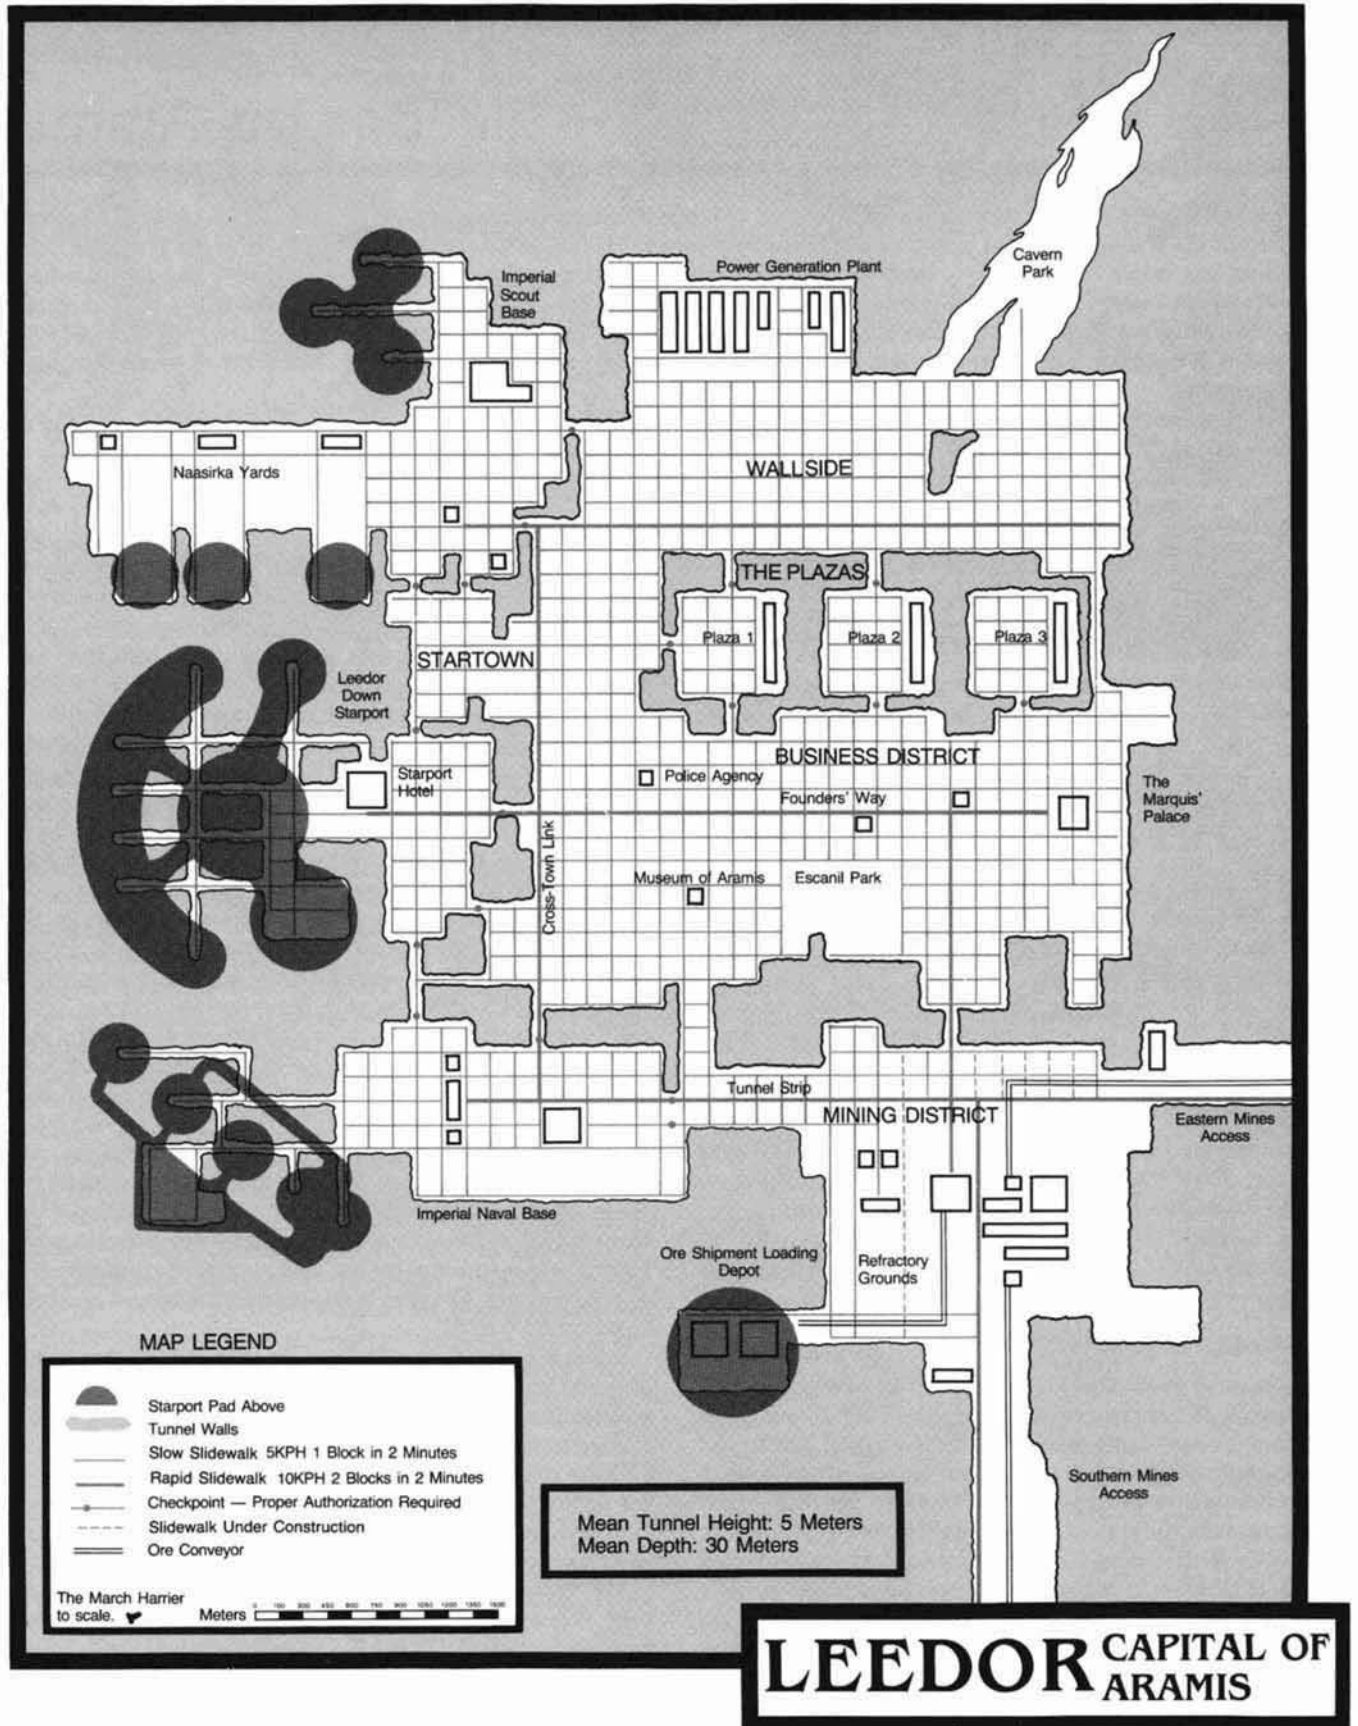 Imperial
Scout
Base
Power Generation Plant
Cavern
Park
Naasirka Yards
WALLSIDE
THE PLAZAS
Plaza 1
Plaza 2
Plaza 3
STARTOWN
Leedor
Down
Starport
Starport
Hotel
BUSINESS DISTRICT
Police Agency
Founders' Way
The
Marquis'
Palace
Cross-Town Link
Museum of Aramis
Escanil Park
Tunnel Strip
MINING DISTRICT
Eastern Mines
Access
Imperial Naval Base
Ore Shipment Loading
Depot
Refractory
Grounds
Southern Mines
Access
MAP LEGEND
Starport Pad Above
Tunnel Walls
Slow Slidewalk 5KPH 1 Block in 2 Minutes
Rapid Slidewalk 10KPH 2 Blocks in 2 Minutes
Checkpoint — Proper Authorization Required
Slidewalk Under Construction
Ore Conveyor
The March Harrier
to scale.
Meters
Mean Tunnel Height: 5 Meters
Mean Depth: 30 Meters
LEEDOR CAPITAL OF
ARAMIS